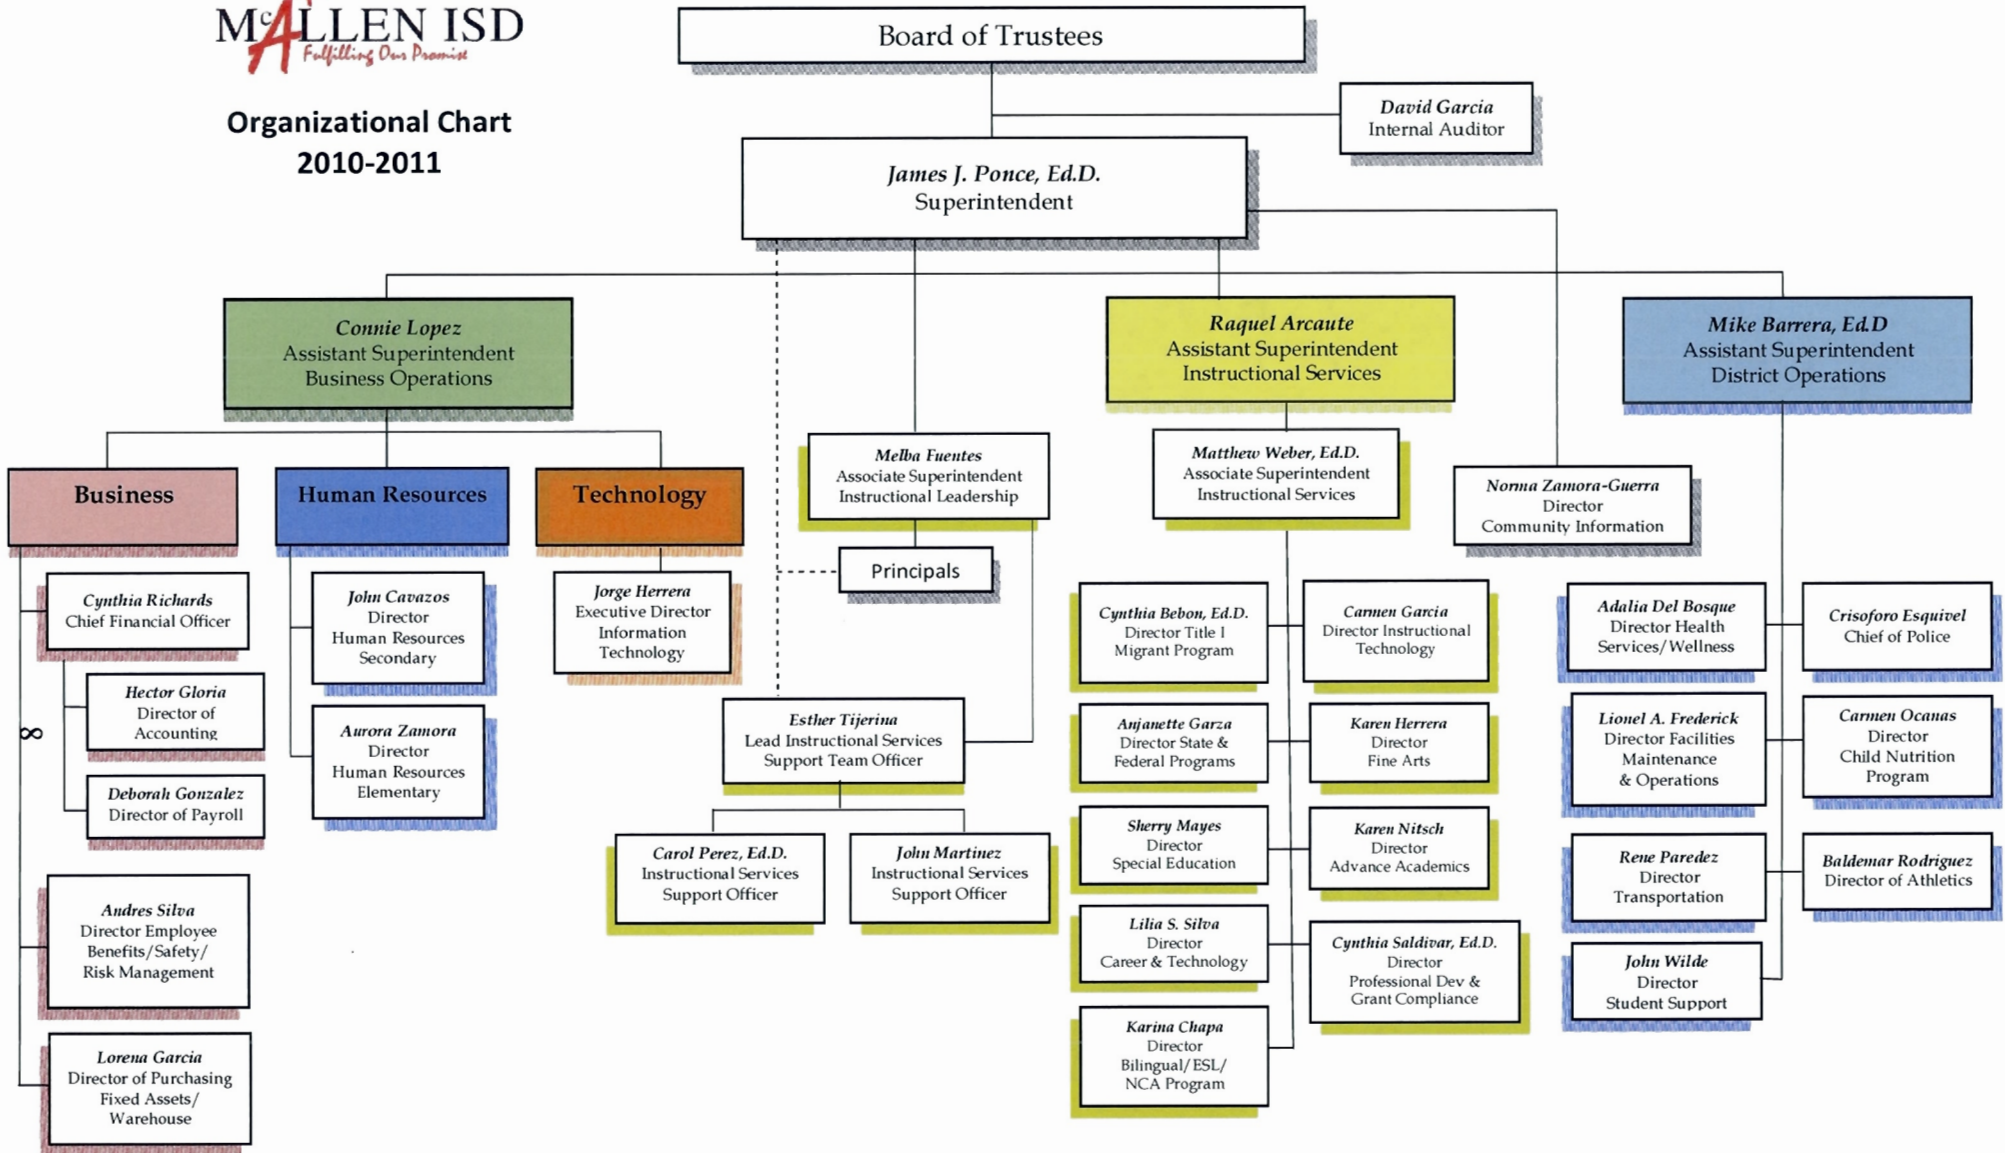 McALLEN ISD
Fulfilling Our Promise
Organizational Chart
2010-2011
Board of Trustees
David Garcia
Internal Auditor
James J. Ponce, Ed.D.
Superintendent
Connie Lopez
Assistant Superintendent
Business Operations
Raquel Arcaute
Assistant Superintendent
Instructional Services
Mike Barrera, Ed.D
Assistant Superintendent
District Operations
Business
Human Resources
Technology
Melba Fuentes
Associate Superintendent
Instructional Leadership
Matthew Weber, Ed.D.
Associate Superintendent
Instructional Services
Norma Zamora-Guerra
Director
Community Information
Principals
Cynthia Richards
Chief Financial Officer
Hector Gloria
Director of
Accounting
8
Deborah Gonzalez
Director of Payroll
Andres Silva
Director Employee
Benefits/Safety/
Risk Management
Lorena Garcia
Director of Purchasing
Fixed Assets/
Warehouse
John Cavazos
Director
Human Resources
Secondary
Aurora Zamora
Director
Human Resources
Elementary
Jorge Herrera
Executive Director
Information
Technology
Esther Tijerina
Lead Instructional Services
Support Team Officer
Carol Perez, Ed.D.
Instructional Services
Support Officer
John Martinez
Instructional Services
Support Officer
Cynthia Bebon, Ed.D.
Director Title I
Migrant Program
Carmen Garcia
Director Instructional
Technology
Anjanette Garza
Director State &
Federal Programs
Karen Herrera
Director
Fine Arts
Sherry Mayes
Director
Special Education
Karen Nitsch
Director
Advance Academics
Lilia S. Silva
Director
Career & Technology
Cynthia Saldivar, Ed.D.
Director
Professional Dev &
Grant Compliance
Karina Chapa
Director
Bilingual/ESL/
NCA Program
Adalia Del Bosque
Director Health
Services/Wellness
Crisoforo Esquivel
Chief of Police
Lionel A. Frederick
Director Facilities
Maintenance
& Operations
Carmen Ocanas
Director
Child Nutrition
Program
Rene Paredez
Director
Transportation
Baldemar Rodriguez
Director of Athletics
John Wilde
Director
Student Support